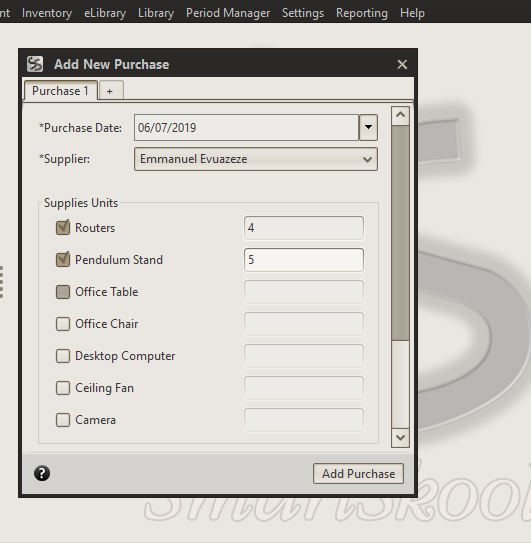 nt Inventory eLibrary Library Period Manager Settings Reporting Help
Add New Purchase
Purchase 1 +
*Purchase Date: 06/07/2019
*Supplier: Emmanuel Evuazeze
Supplies Units
Routers 4
Pendulum Stand 5
Office Table
Office Chair
Desktop Computer
Ceiling Fan
Camera
? Add Purchase
smartskool